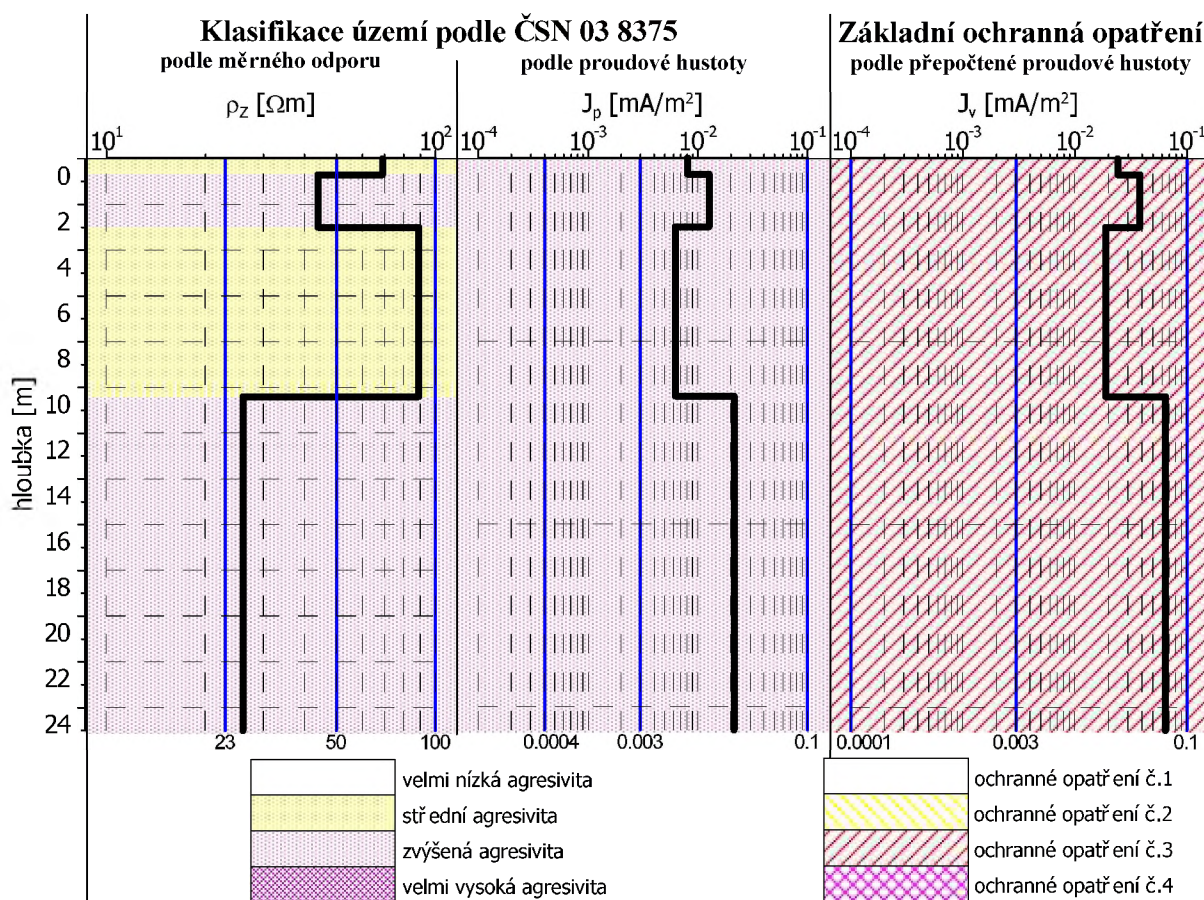 Klasifikace území podle ČSN 03 8375
Základní ochranná opatření
podle měrného odporu
podle proudové hustoty
podle přepočtené proudové hustoty
ρZ [Ωm]
Jp [mA/m²]
Jv [mA/m²]
10¹ 10²
10⁻⁴ 10⁻³ 10⁻² 10⁻¹
10⁻⁴ 10⁻³ 10⁻² 10⁻¹
hloubka [m]
0
2
4
6
8
10
12
14
16
18
20
22
24
23 50 100
0.0004 0.003 0.1
0.0001 0.003 0.1
velmi nízká agresivita
střední agresivita
zvýšená agresivita
velmi vysoká agresivita
ochranné opatření č.1
ochranné opatření č.2
ochranné opatření č.3
ochranné opatření č.4